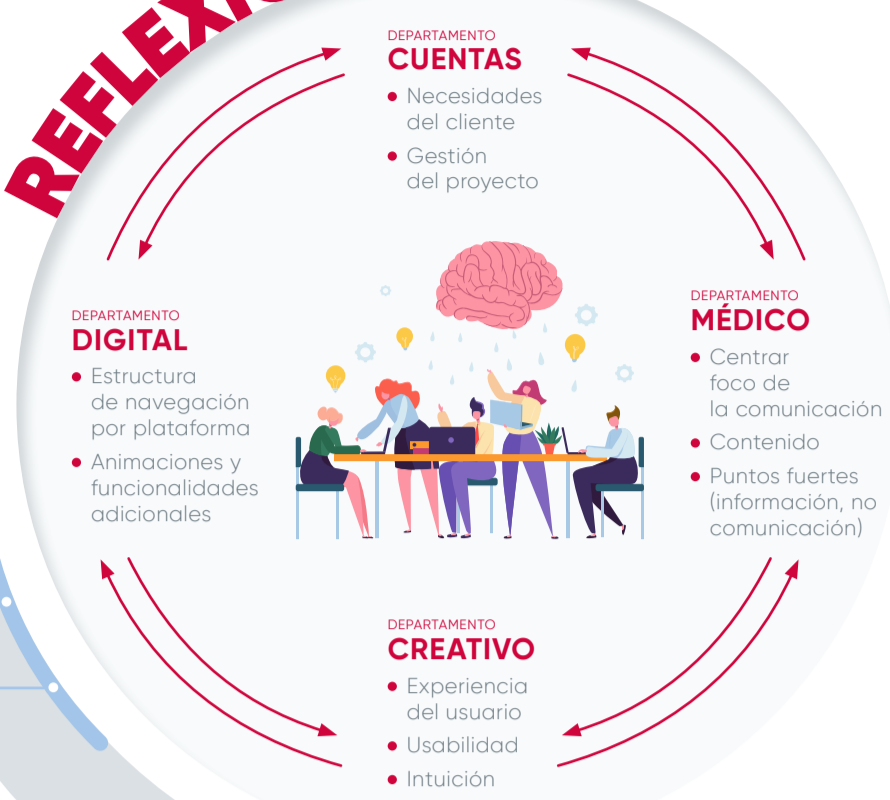 DEPARTAMENTO
CUENTAS
• Necesidades
del cliente
• Gestión
del proyecto
DEPARTAMENTO
DIGITAL
• Estructura
de navegación
por plataforma
• Animaciones y
funcionalidades
adicionales
DEPARTAMENTO
MÉDICO
• Centrar
foco de
la comunicación
• Contenido
• Puntos fuertes
(información, no
comunicación)
DEPARTAMENTO
CREATIVO
• Experiencia
del usuario
• Usabilidad
• Intuición